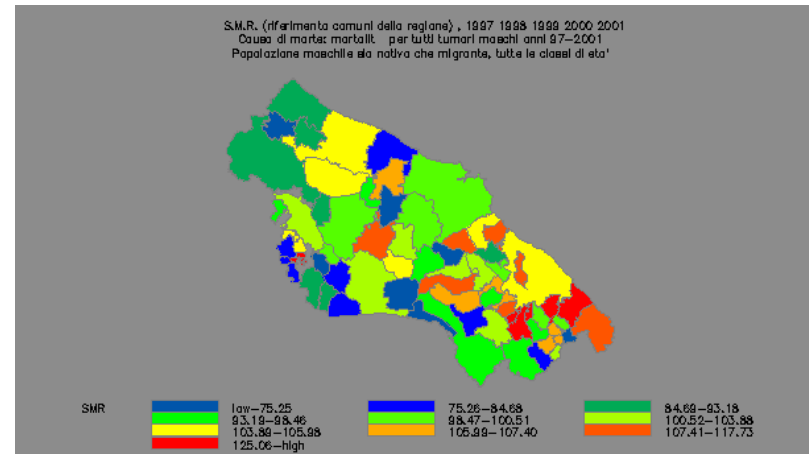 S.M.R. (riferimento comuni della regione) , 1997 1998 1999 2000 2001
Causa di morte: mortalit per tutti tumori maschi anni 97-2001
Popolazione maschile sia nativa che migrante, tutte le classi di eta'
SMR low-75.25 75.26-84.68 84.69-93.18
93.19-98.46 98.47-100.51 100.52-103.88
103.89-105.98 105.99-107.40 107.41-117.73
125.06-high